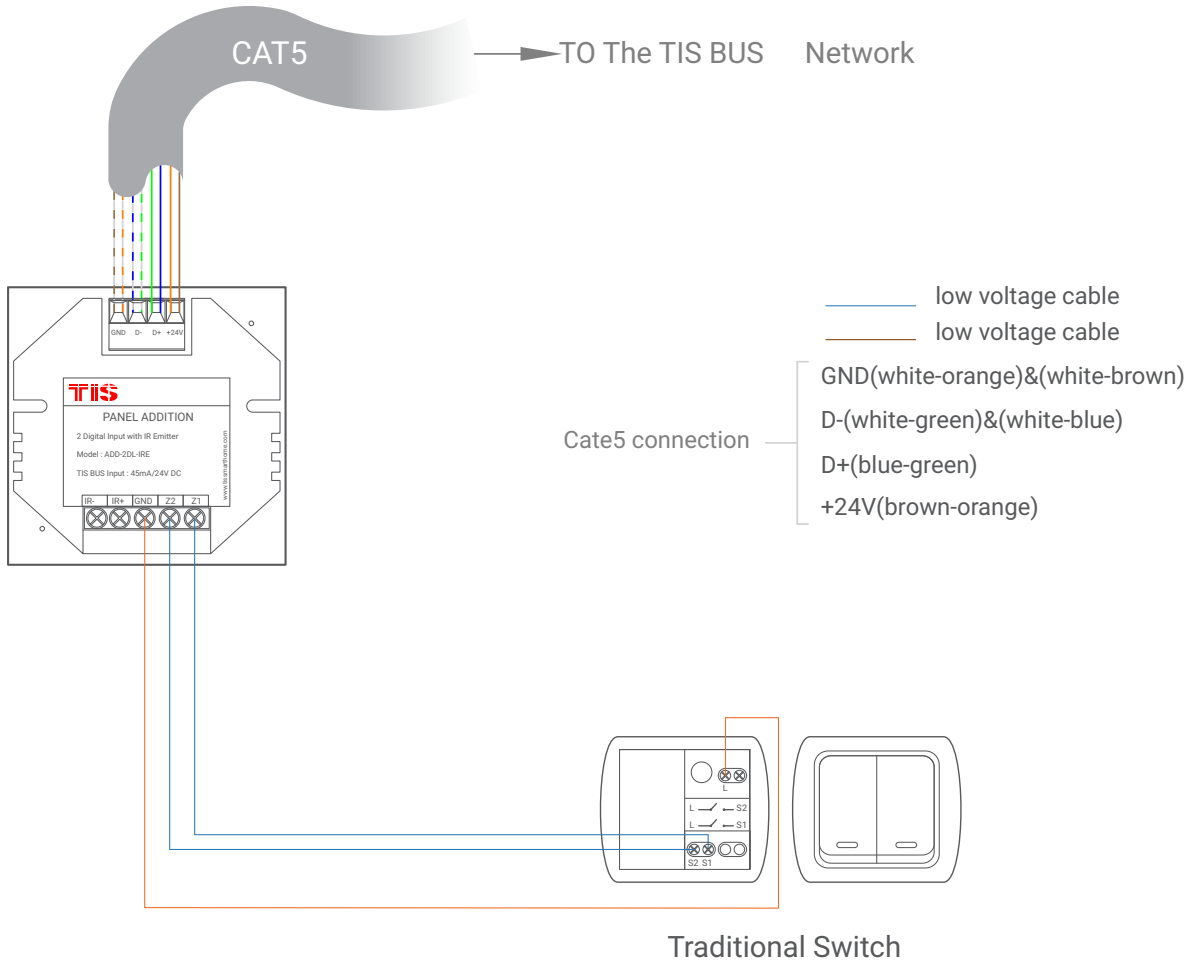 CAT5
TO The TIS BUS Network
GND D- D+ +24V
TIS
PANEL ADDITION
2 Digital Input with IR Emitter
Model : ADD-2DL-IRE
TIS BUS Input : 45mA/24V DC
www.tissmarthome.com
IR- IR+ GND Z2 Z1
low voltage cable
low voltage cable
Cate5 connection
GND(white-orange)&(white-brown)
D-(white-green)&(white-blue)
D+(blue-green)
+24V(brown-orange)
L
L S2
L S1
S2 S1
Traditional Switch